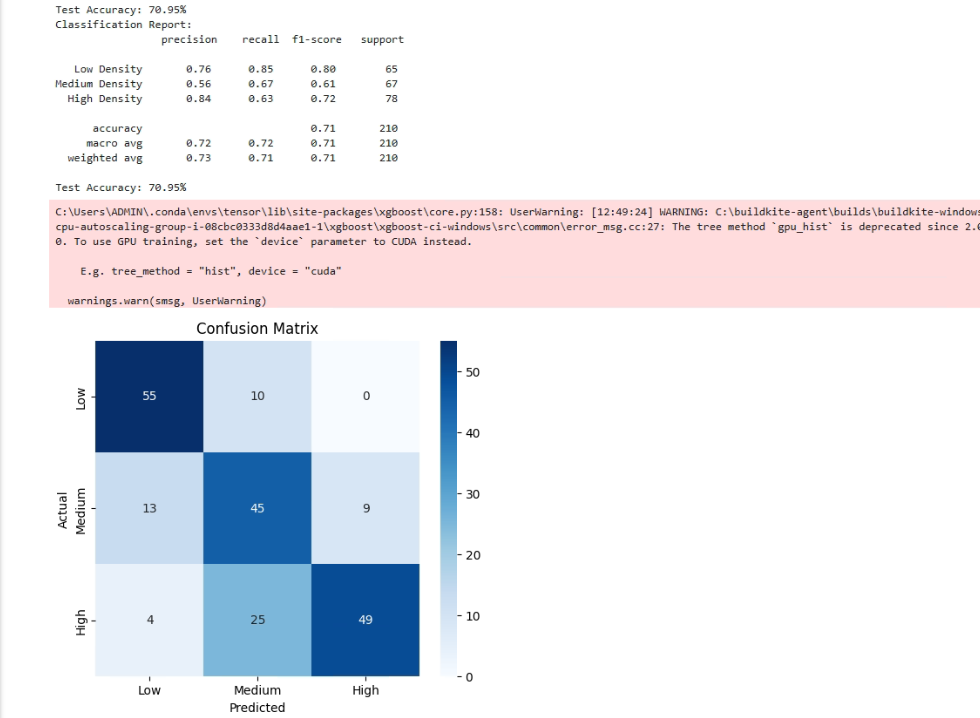 Test Accuracy: 70.95%
Classification Report:
precision recall f1-score support
Low Density 0.76 0.85 0.80 65
Medium Density 0.56 0.67 0.61 67
High Density 0.84 0.63 0.72 78
accuracy 0.71 210
macro avg 0.72 0.72 0.71 210
weighted avg 0.73 0.71 0.71 210
Test Accuracy: 70.95%
C:\Users\ADMIN\.conda\envs\tensor\lib\site-packages\xgboost\core.py:158: UserWarning: [12:49:24] WARNING: C:\buildkite-agent\builds\buildkite-windows
cpu-autoscaling-group-i-08cbc0333d8d4aae1-1\xgboost\xgboost-ci-windows\src\common\error_msg.cc:27: The tree method `gpu_hist` is deprecated since 2.0
0. To use GPU training, set the `device` parameter to CUDA instead.
E.g. tree_method = "hist", device = "cuda"
warnings.warn(smsg, UserWarning)
Confusion Matrix
Low 55 10 0
Actual
Medium 13 45 9
High 4 25 49
Low Medium High
Predicted
50
40
30
20
10
0